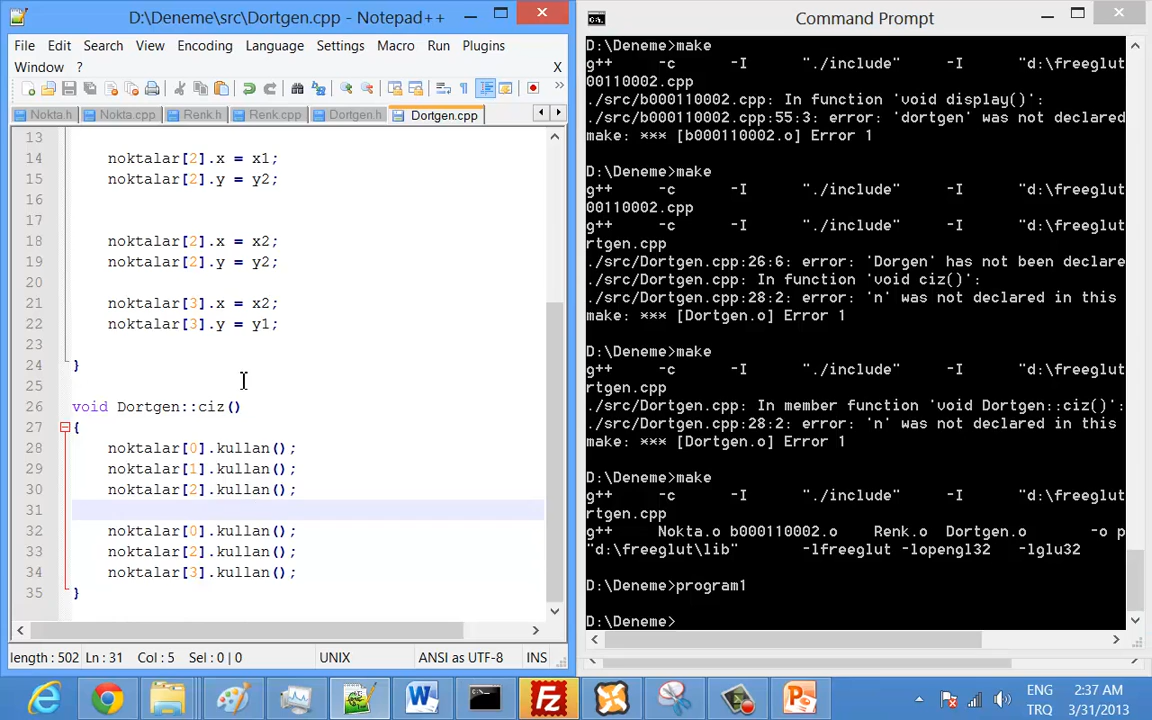 D:\Deneme\src\Dortgen.cpp - Notepad++
File Edit Search View Encoding Language Settings Macro Run Plugins
Window ? X
Nokta.h Nokta.cpp Renk.h Renk.cpp Dortgen.h Dortgen.cpp
13
14 noktalar[2].x = x1;
15 noktalar[2].y = y2;
16
17
18 noktalar[2].x = x2;
19 noktalar[2].y = y2;
20
21 noktalar[3].x = x2;
22 noktalar[3].y = y1;
23
24 }
25
26 void Dortgen::ciz()
27 {
28 noktalar[0].kullan();
29 noktalar[1].kullan();
30 noktalar[2].kullan();
31
32 noktalar[0].kullan();
33 noktalar[2].kullan();
34 noktalar[3].kullan();
35 }
length : 502 Ln : 31 Col : 5 Sel : 0 | 0 UNIX ANSI as UTF-8 INS
Command Prompt
D:\Deneme>make
g++ -c -I "./include" -I "d:\freeglut
00110002.cpp
./src/b000110002.cpp: In function 'void display()':
./src/b000110002.cpp:55:3: error: 'dortgen' was not declared
make: *** [b000110002.o] Error 1
D:\Deneme>make
g++ -c -I "./include" -I "d:\freeglut
00110002.cpp
g++ -c -I "./include" -I "d:\freeglut
rtgen.cpp
./src/Dortgen.cpp:26:6: error: 'Dorgen' has not been declare
./src/Dortgen.cpp: In function 'void ciz()':
./src/Dortgen.cpp:28:2: error: 'n' was not declared in this
make: *** [Dortgen.o] Error 1
D:\Deneme>make
g++ -c -I "./include" -I "d:\freeglut
rtgen.cpp
./src/Dortgen.cpp: In member function 'void Dortgen::ciz()':
./src/Dortgen.cpp:28:2: error: 'n' was not declared in this
make: *** [Dortgen.o] Error 1
D:\Deneme>make
g++ -c -I "./include" -I "d:\freeglut
rtgen.cpp
g++ Nokta.o b000110002.o Renk.o Dortgen.o -o p
"d:\freeglut\lib" -lfreeglut -lopengl32 -lglu32
D:\Deneme>program1
D:\Deneme>
ENG 2:37 AM
TRQ 3/31/2013